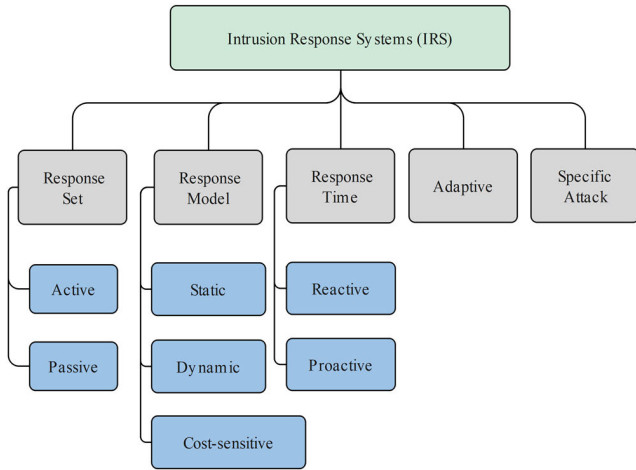 Intrusion Response Systems (IRS)
Response
Set
Response
Model
Response
Time
Adaptive
Specific
Attack
Active
Static
Reactive
Passive
Dynamic
Proactive
Cost-sensitive